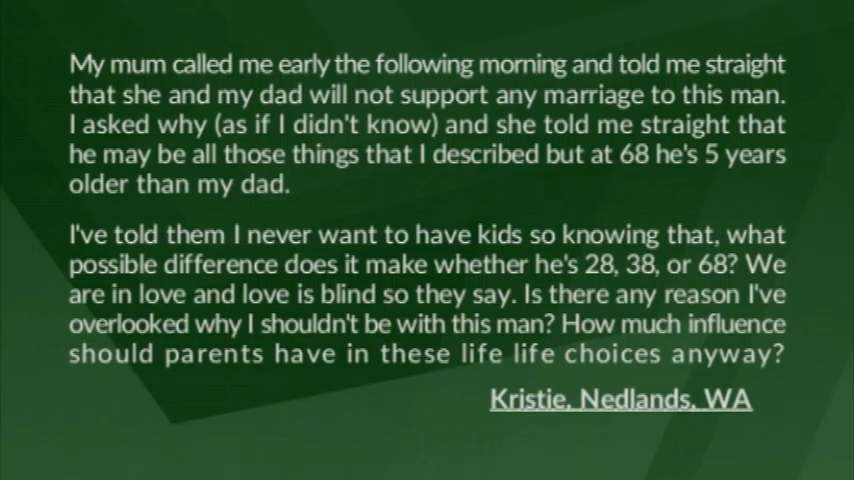 My mum called me early the following morning and told me straight
that she and my dad will not support any marriage to this man.
I asked why (as if I didn't know) and she told me straight that
he may be all those things that I described but at 68 he's 5 years
older than my dad.
I've told them I never want to have kids so knowing that, what
possible difference does it make whether he's 28, 38, or 68? We
are in love and love is blind so they say. Is there any reason I've
overlooked why I shouldn't be with this man? How much influence
should parents have in these life life choices anyway?
Kristie, Nedlands, WA